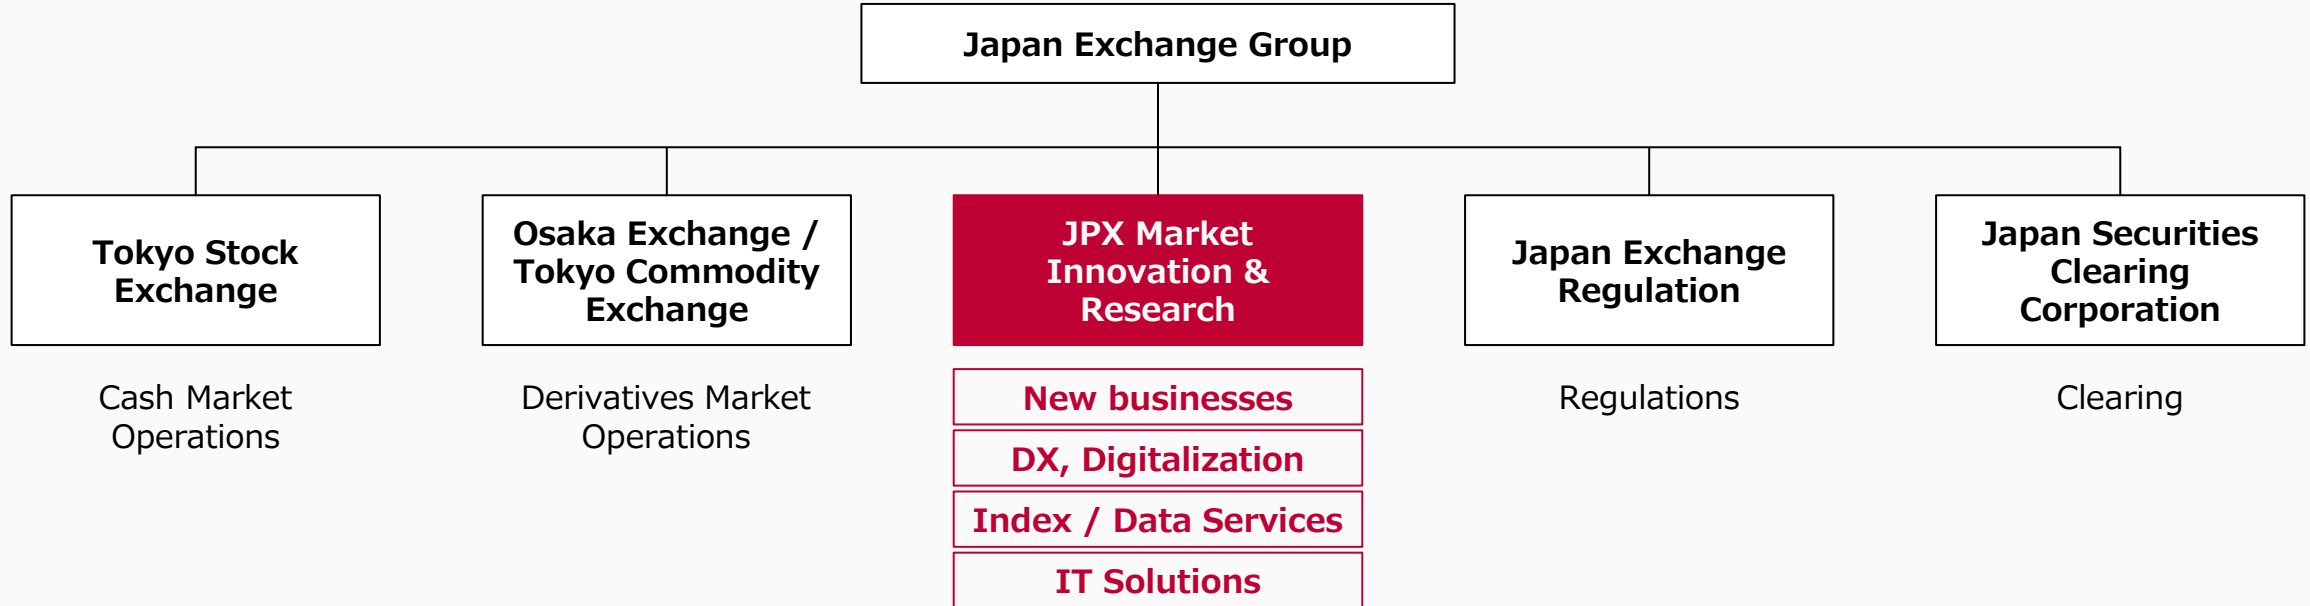 Japan Exchange Group
Tokyo Stock
Exchange
Osaka Exchange /
Tokyo Commodity
Exchange
JPX Market
Innovation &
Research
Japan Exchange
Regulation
Japan Securities
Clearing
Corporation
Cash Market
Operations
Derivatives Market
Operations
New businesses
DX, Digitalization
Index / Data Services
IT Solutions
Regulations
Clearing